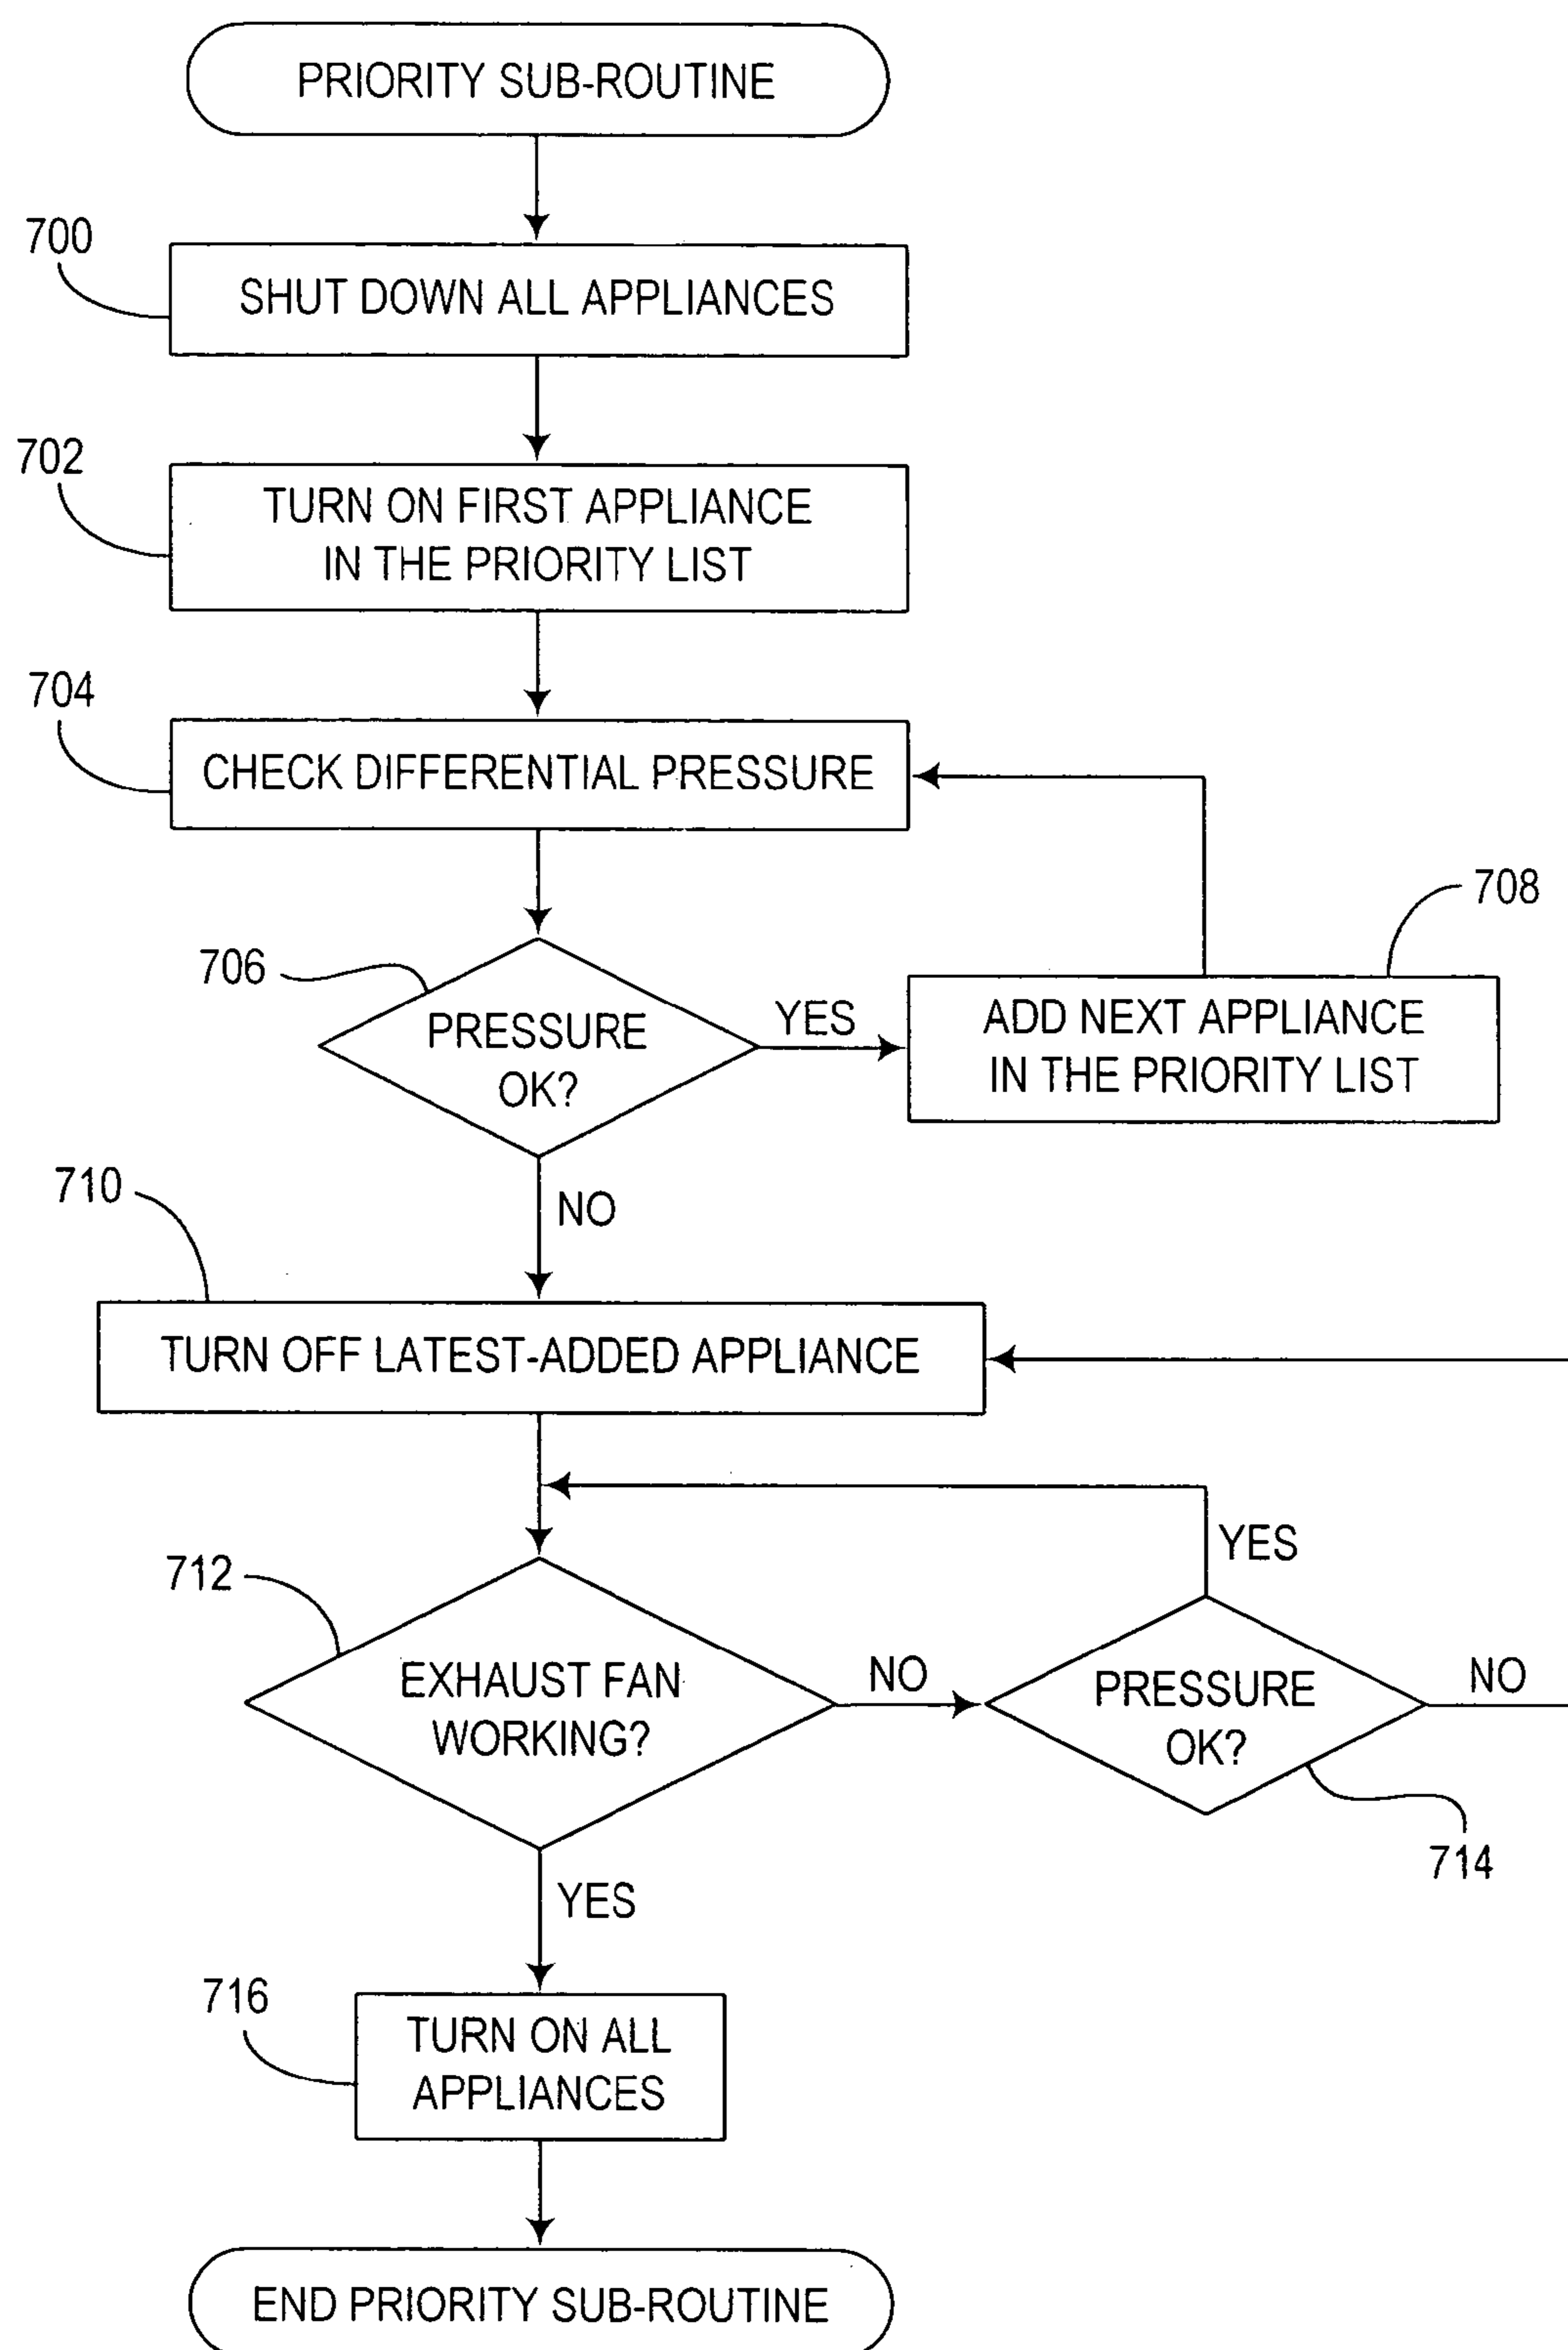 PRIORITY SUB-ROUTINE
700
SHUT DOWN ALL APPLIANCES
702
TURN ON FIRST APPLIANCE
IN THE PRIORITY LIST
704
CHECK DIFFERENTIAL PRESSURE
706
PRESSURE
OK?
YES
708
ADD NEXT APPLIANCE
IN THE PRIORITY LIST
NO
710
TURN OFF LATEST-ADDED APPLIANCE
712
EXHAUST FAN
WORKING?
NO
YES
PRESSURE
OK?
NO
714
YES
716
TURN ON ALL
APPLIANCES
END PRIORITY SUB-ROUTINE